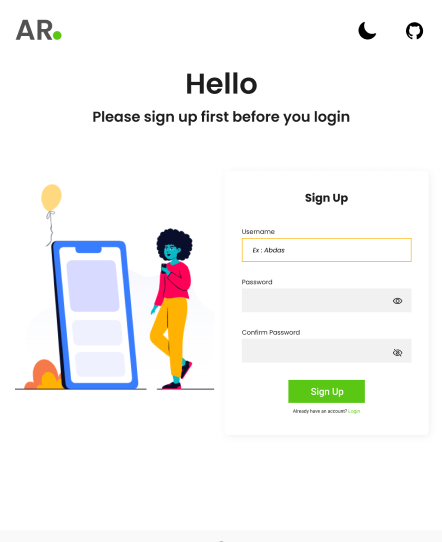 AR.
Hello
Please sign up first before you login
Sign Up
Username
Ex : Abdas
Password
Confirm Password
Sign Up
Already have an account? Login